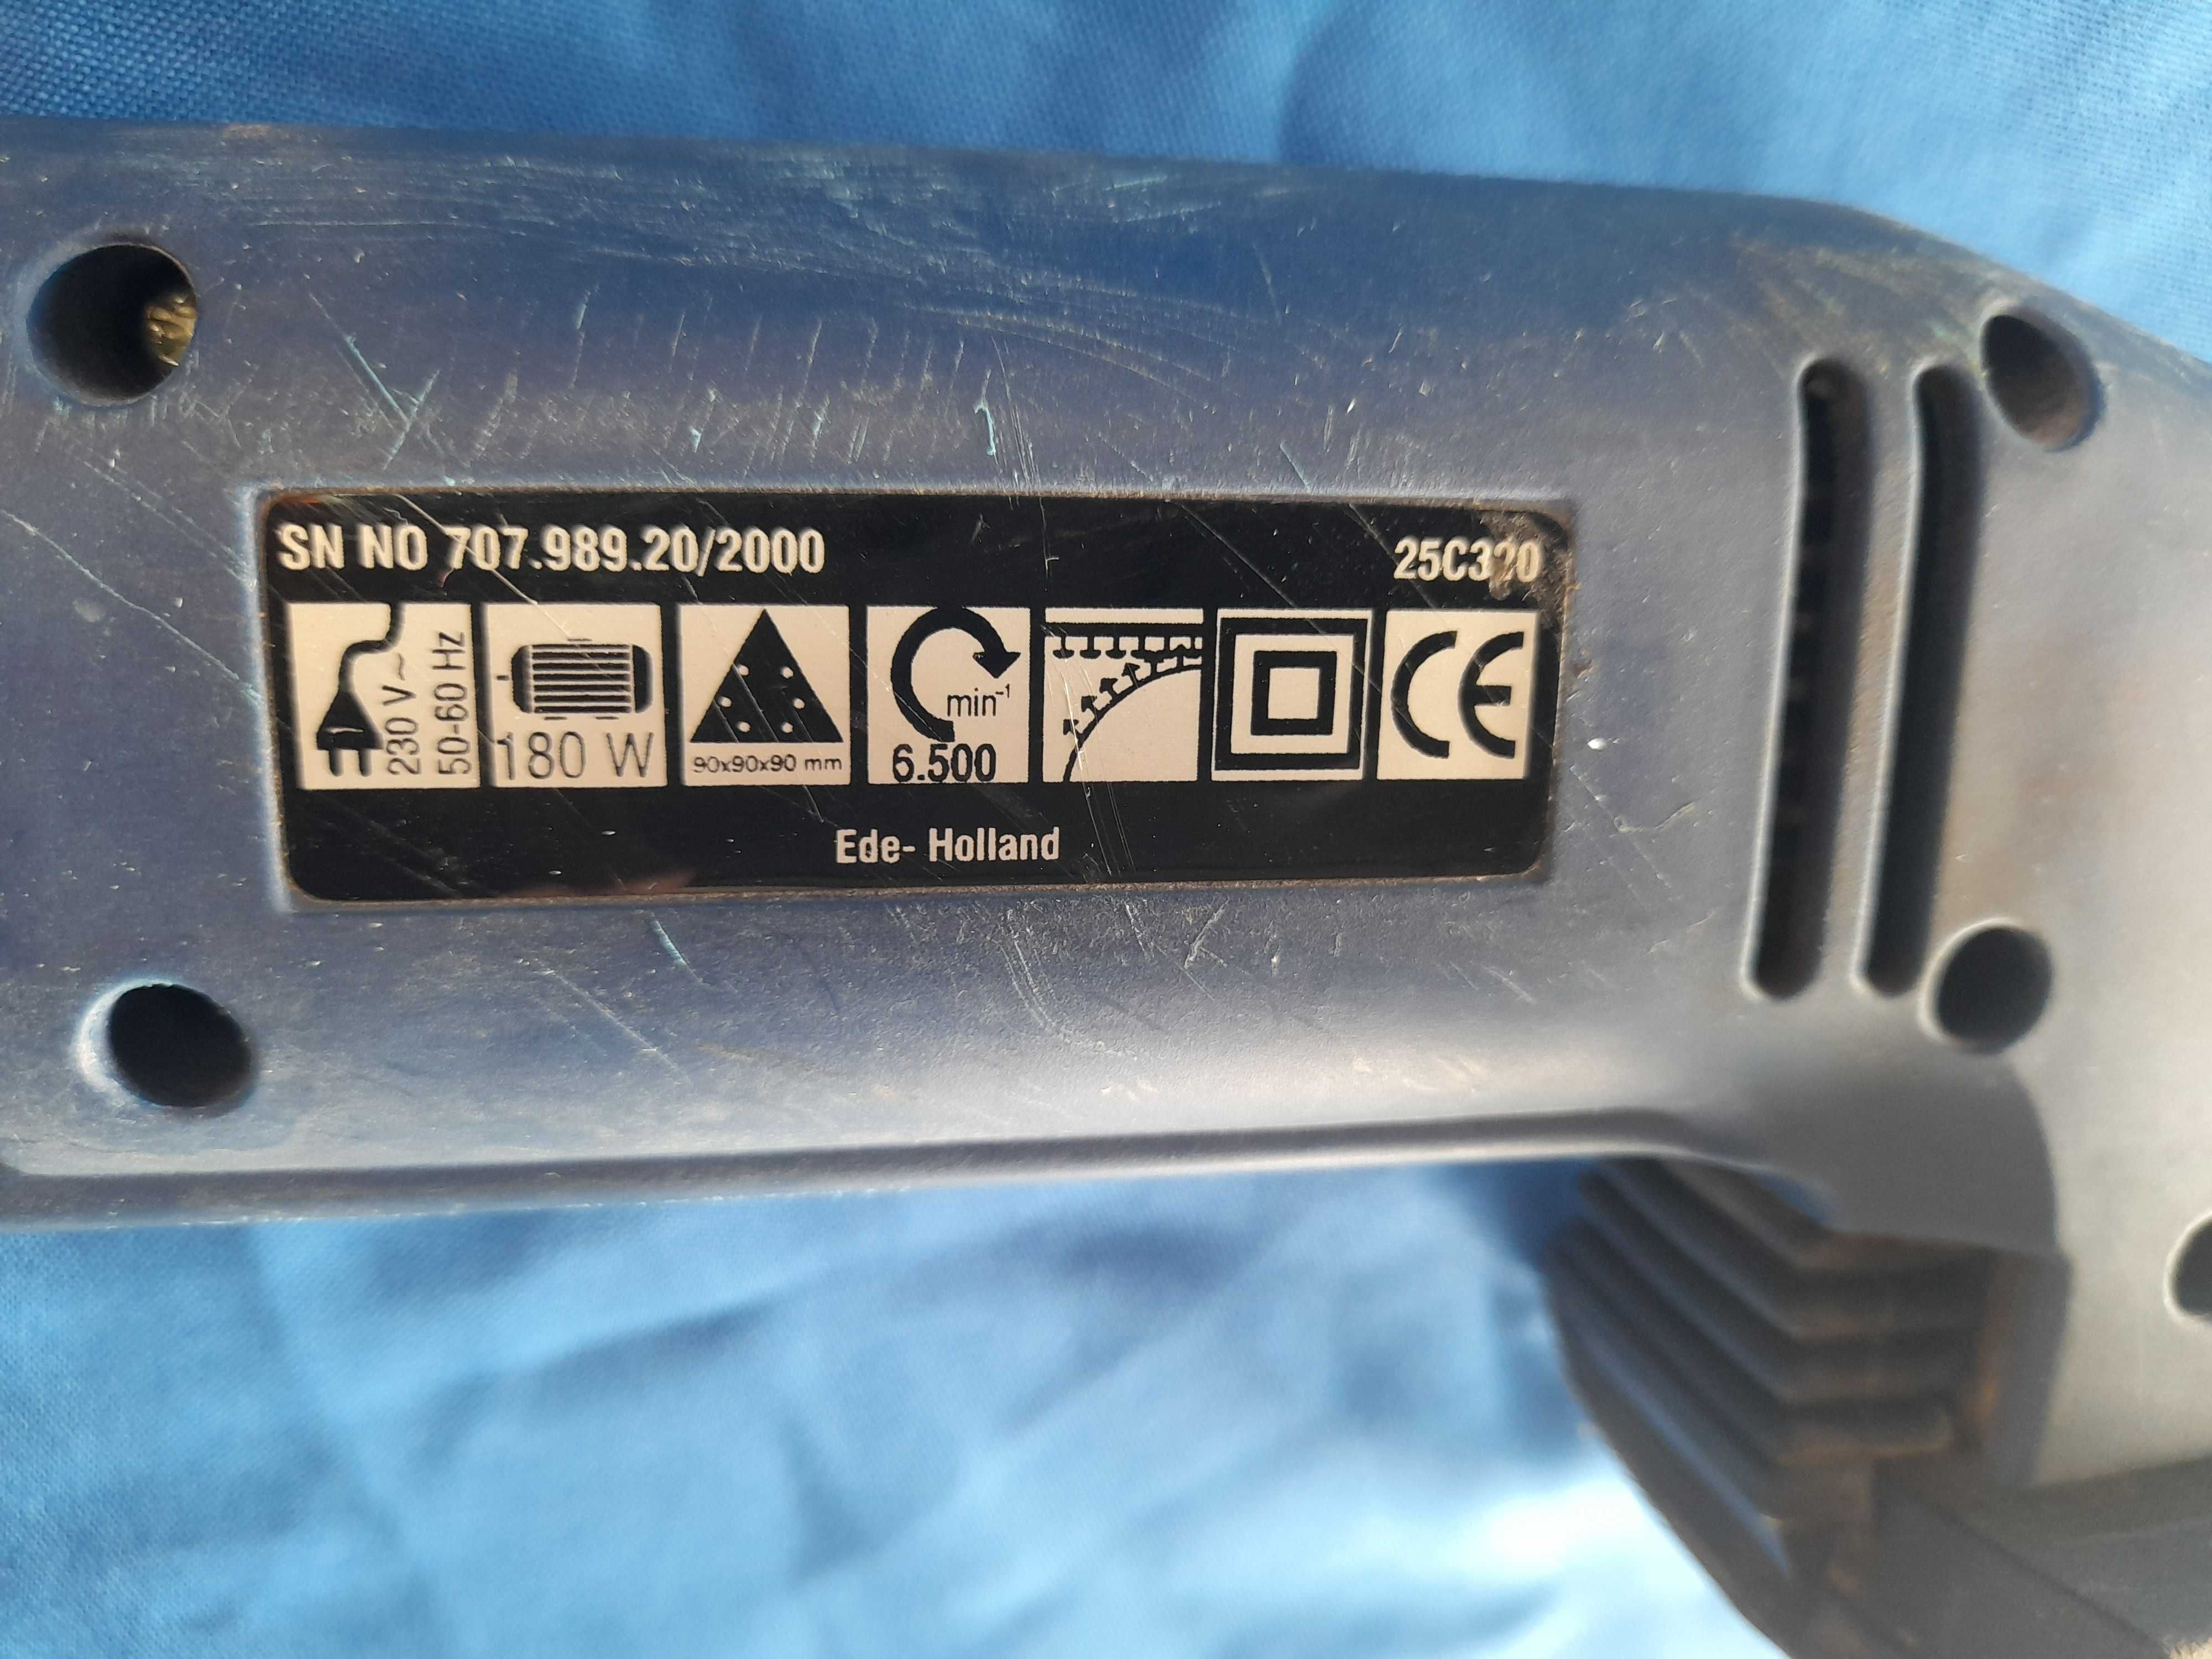 SN NO 707.989.20/2000
230 V~
50-60 Hz
180 W
90x90x90 mm
min⁻¹
6.500
CE
Ede- Holland